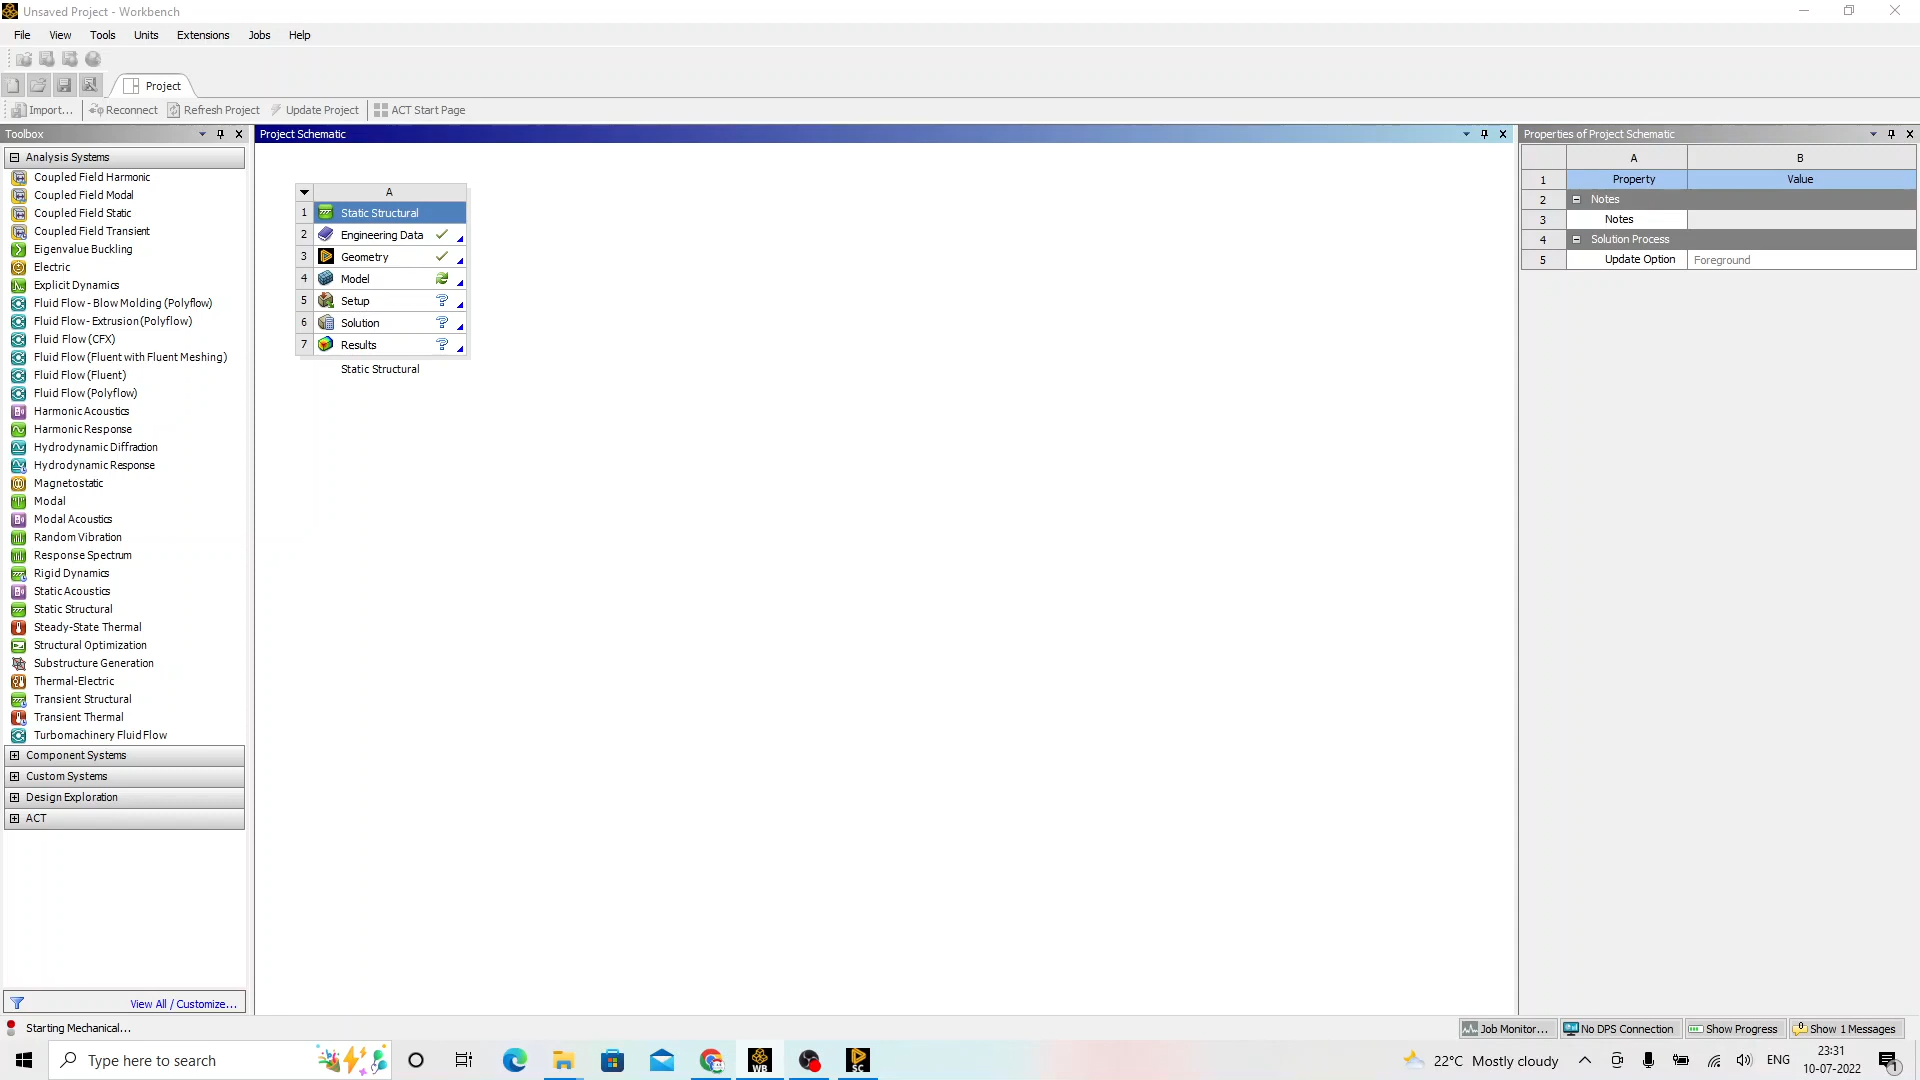 Unsaved Project - Workbench
File View Tools Units Extensions Jobs Help
Project
Import... Reconnect Refresh Project Update Project ACT Start Page
Toolbox
Analysis Systems
Coupled Field Harmonic
Coupled Field Modal
Coupled Field Static
Coupled Field Transient
Eigenvalue Buckling
Electric
Explicit Dynamics
Fluid Flow - Blow Molding (Polyflow)
Fluid Flow- Extrusion (Polyflow)
Fluid Flow (CFX)
Fluid Flow (Fluent with Fluent Meshing)
Fluid Flow (Fluent)
Fluid Flow (Polyflow)
Harmonic Acoustics
Harmonic Response
Hydrodynamic Diffraction
Hydrodynamic Response
Magnetostatic
Modal
Modal Acoustics
Random Vibration
Response Spectrum
Rigid Dynamics
Static Acoustics
Static Structural
Steady-State Thermal
Structural Optimization
Substructure Generation
Thermal-Electric
Transient Structural
Transient Thermal
Turbomachinery Fluid Flow
Component Systems
Custom Systems
Design Exploration
ACT
View All / Customize...
Project Schematic
A
1 Static Structural
2 Engineering Data
3 Geometry
4 Model
5 Setup ?
6 Solution ?
7 Results ?
Static Structural
Properties of Project Schematic
A B
1 Property Value
2 Notes
3 Notes
4 Solution Process
5 Update Option Foreground
Starting Mechanical...
Job Monitor... No DPS Connection Show Progress Show 1 Messages
Type here to search
WB
SC
22°C Mostly cloudy
ENG
23:31
10-07-2022
1